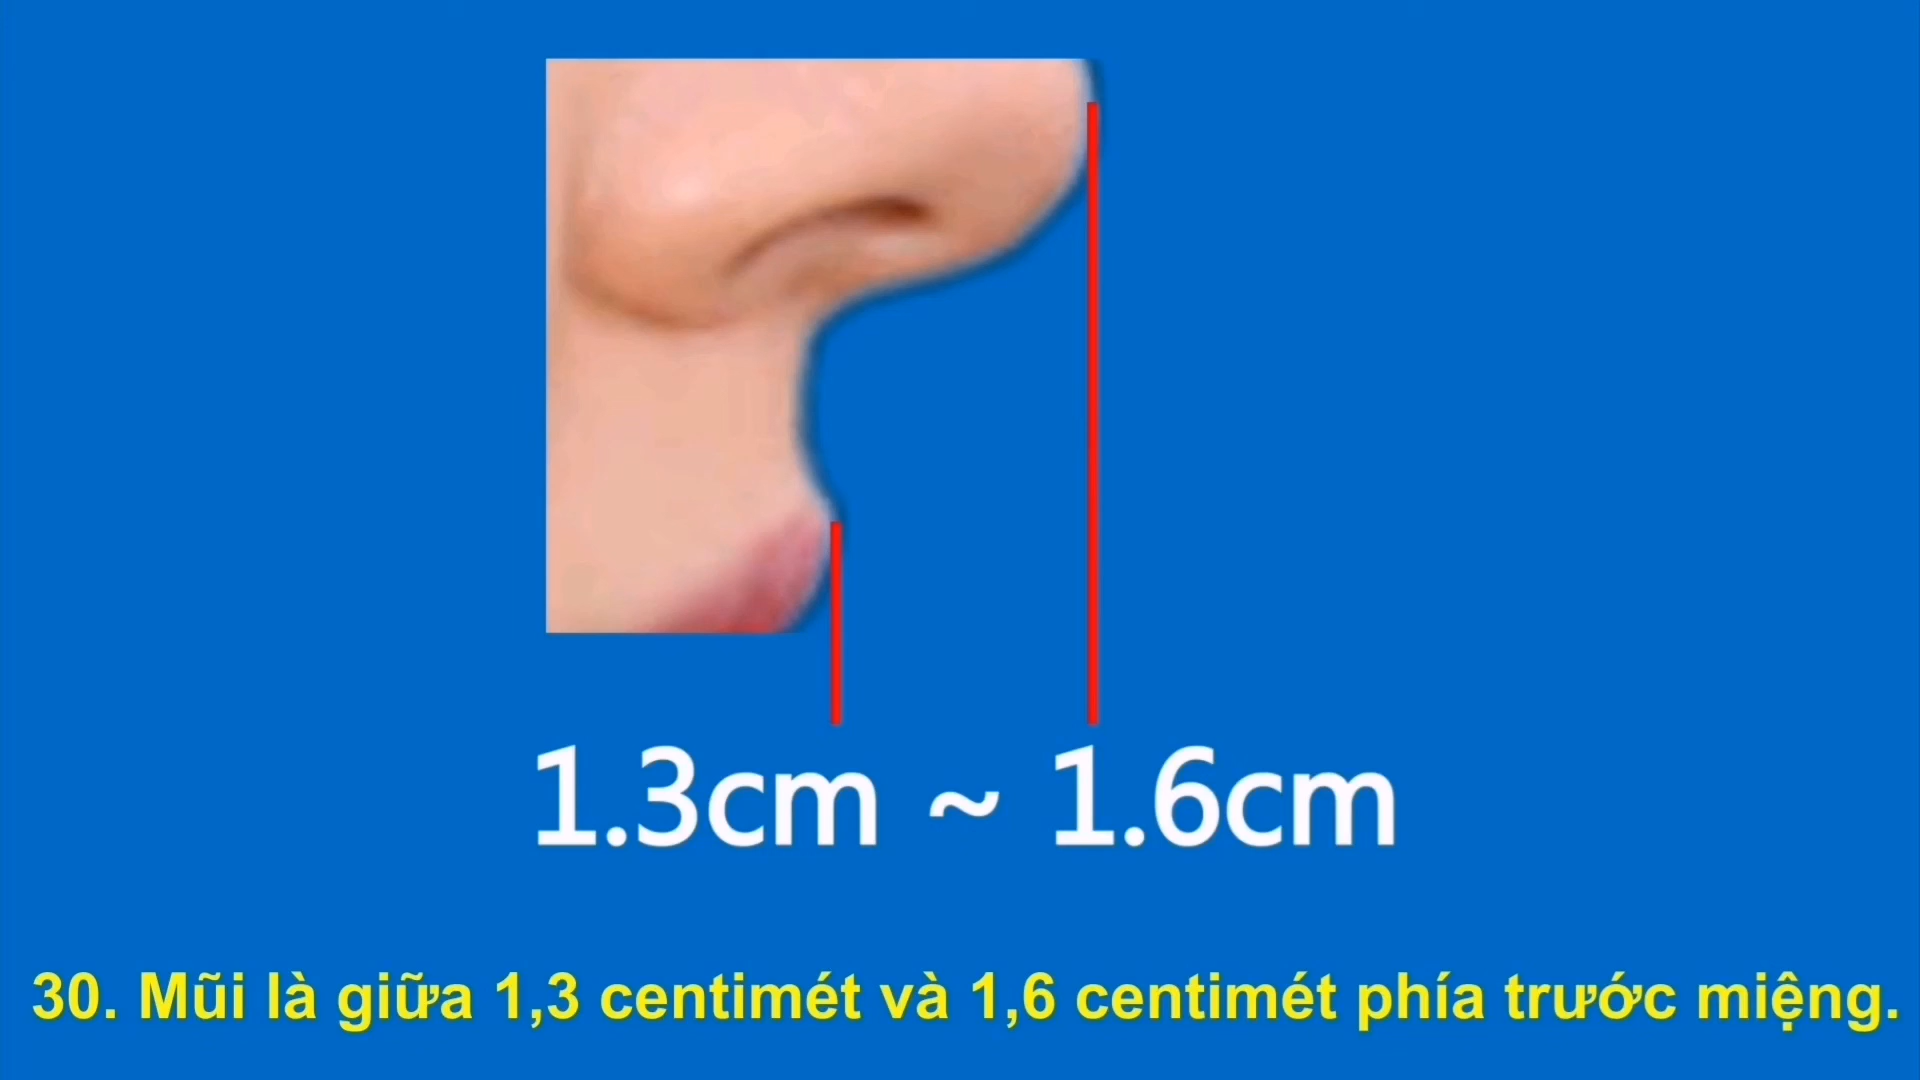 1.3cm ~ 1.6cm
30. Mũi là giữa 1,3 centimét và 1,6 centimét phía trước miệng.